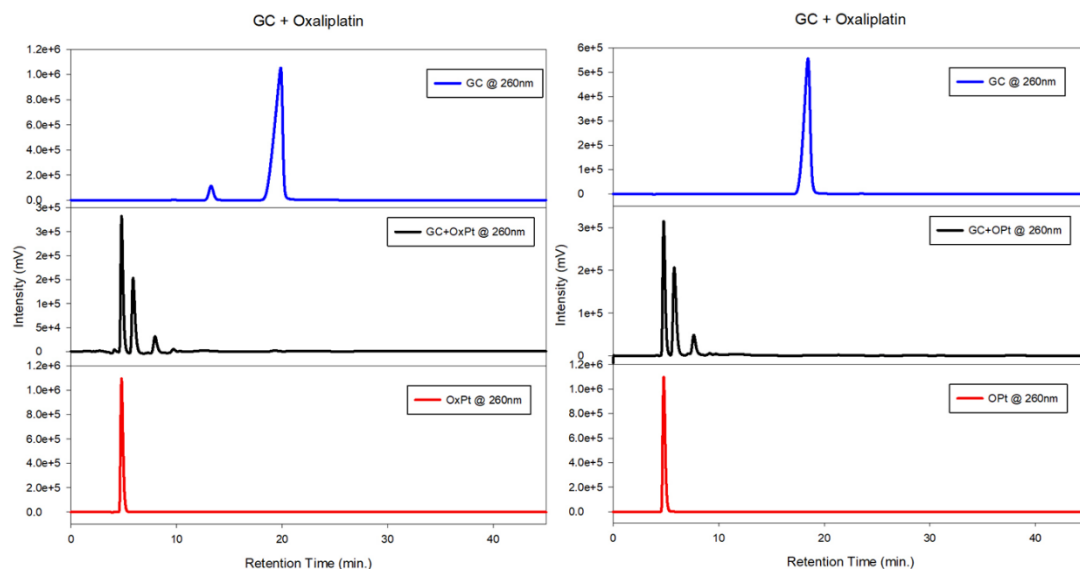 GC + Oxaliplatin
1.2e+6
1.0e+6
8.0e+5
6.0e+5
4.0e+5
2.0e+5
0.0
GC @ 260nm
3e+5
3e+5
2e+5
2e+5
1e+5
5e+4
0
GC+OxPt @ 260nm
Intensity (mV)
1.2e+6
1.0e+6
8.0e+5
6.0e+5
4.0e+5
2.0e+5
0.0
OxPt @ 260nm
0 10 20 30 40
Retention Time (min.)
GC + Oxaliplatin
6e+5
5e+5
4e+5
3e+5
2e+5
1e+5
0
GC @ 260nm
3e+5
2e+5
1e+5
0
GC+OPt @ 260nm
Intensity (mV)
1.2e+6
1.0e+6
8.0e+5
6.0e+5
4.0e+5
2.0e+5
0.0
OPt @ 260nm
0 10 20 30 40
Retention Time (min.)